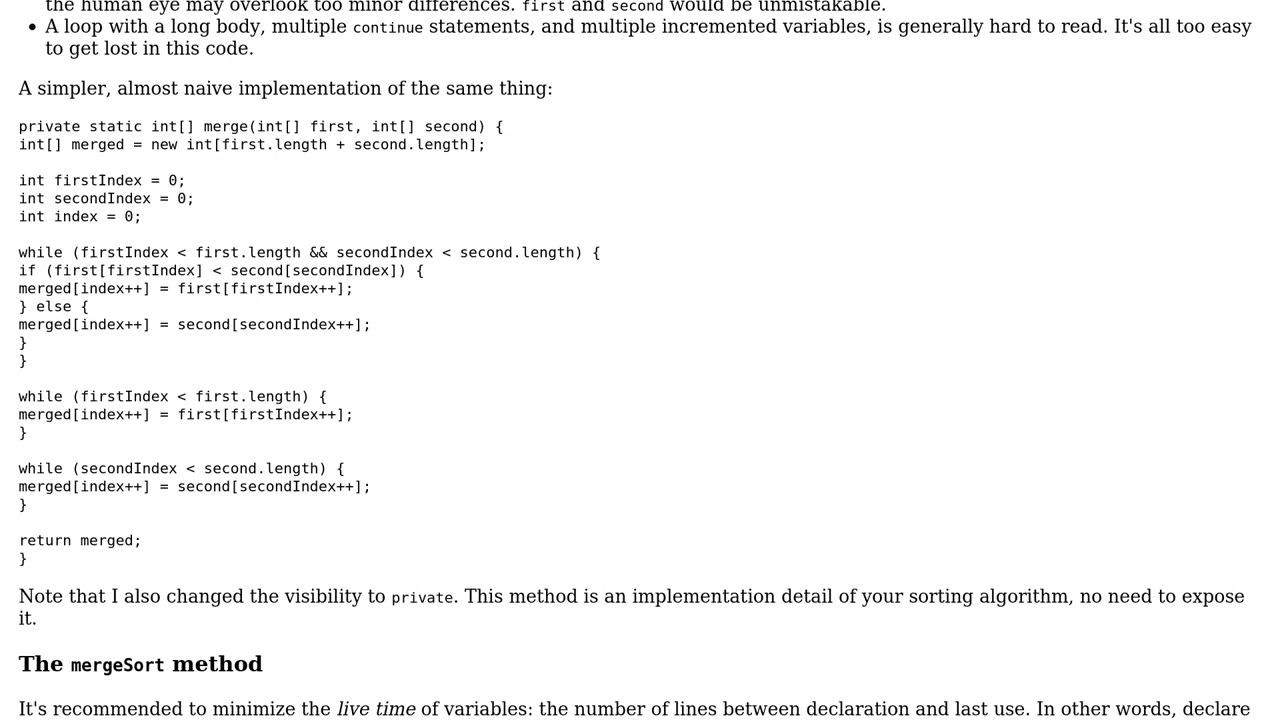 the human eye may overlook too minor differences. first and second would be unmistakable.
• A loop with a long body, multiple continue statements, and multiple incremented variables, is generally hard to read. It's all too easy
to get lost in this code.
A simpler, almost naive implementation of the same thing:
private static int[] merge(int[] first, int[] second) {
int[] merged = new int[first.length + second.length];
int firstIndex = 0;
int secondIndex = 0;
int index = 0;
while (firstIndex < first.length && secondIndex < second.length) {
if (first[firstIndex] < second[secondIndex]) {
merged[index++] = first[firstIndex++];
} else {
merged[index++] = second[secondIndex++];
}
}
while (firstIndex < first.length) {
merged[index++] = first[firstIndex++];
}
while (secondIndex < second.length) {
merged[index++] = second[secondIndex++];
}
return merged;
}
Note that I also changed the visibility to private. This method is an implementation detail of your sorting algorithm, no need to expose
it.
The mergeSort method
It's recommended to minimize the live time of variables: the number of lines between declaration and last use. In other words, declare